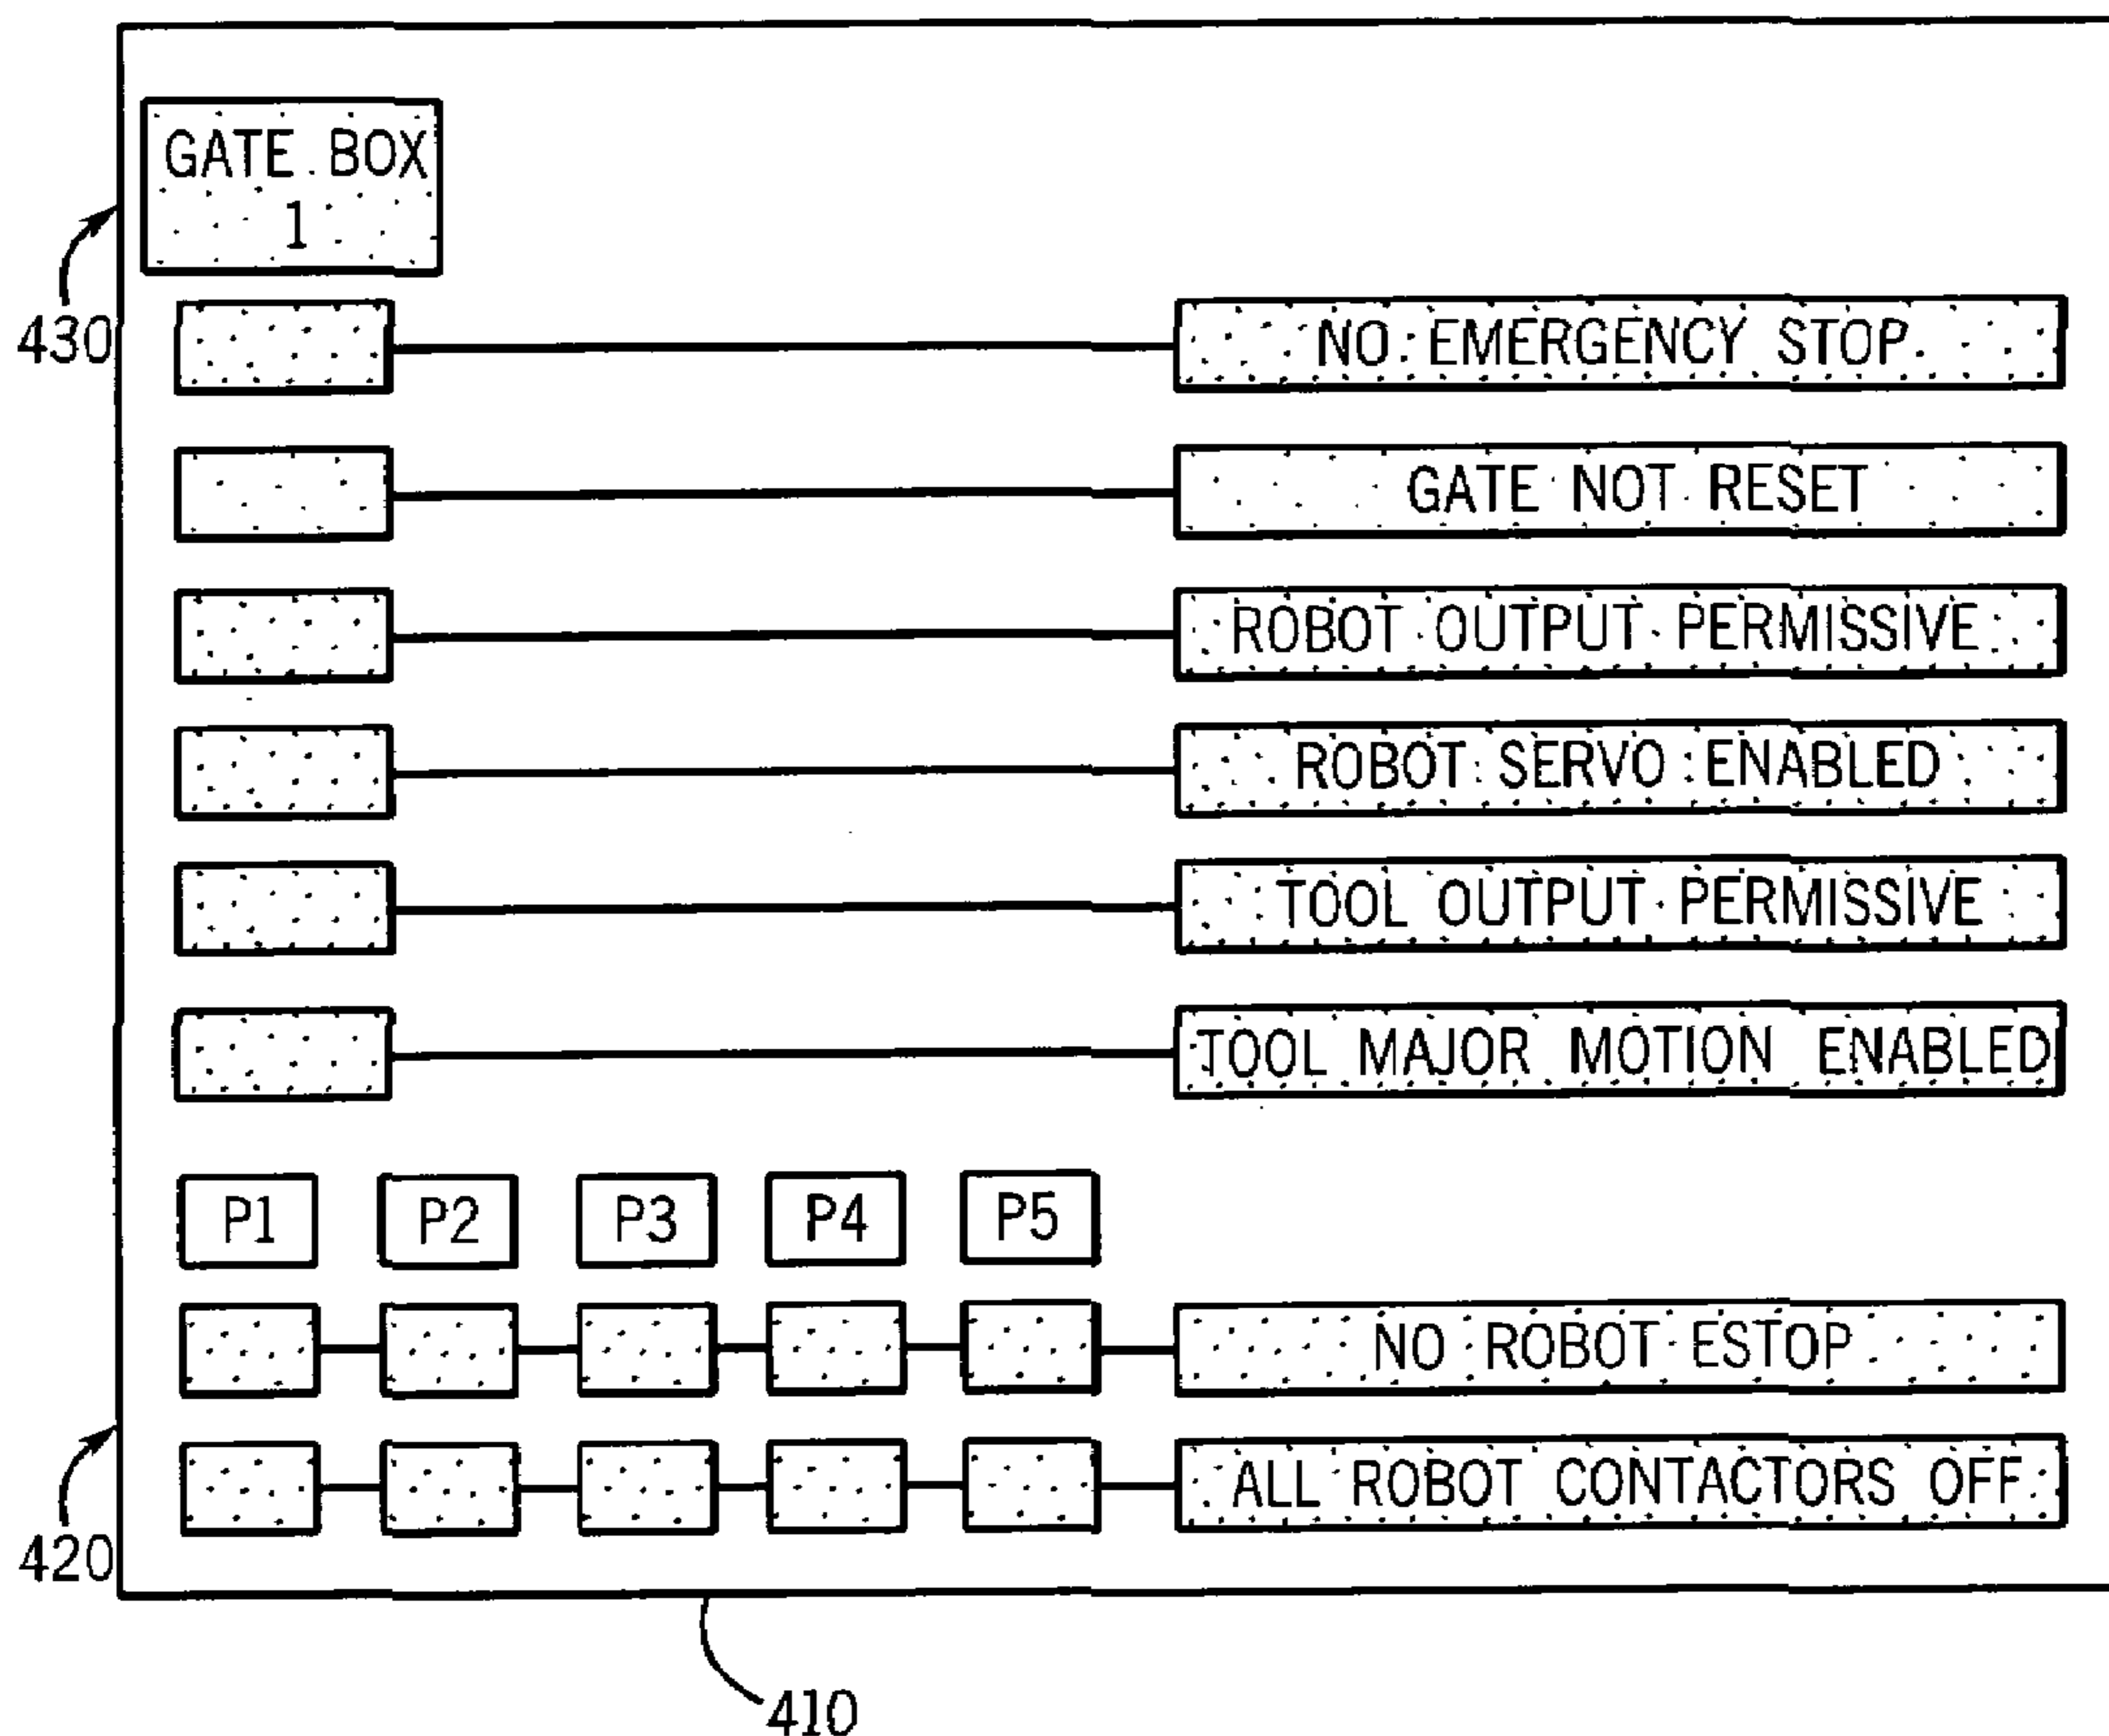 GATE BOX
1
430
NO EMERGENCY STOP
GATE NOT RESET
ROBOT OUTPUT PERMISSIVE
ROBOT SERVO ENABLED
TOOL OUTPUT PERMISSIVE
TOOL MAJOR MOTION ENABLED
P1 P2 P3 P4 P5
NO ROBOT ESTOP
ALL ROBOT CONTACTORS OFF
420
410